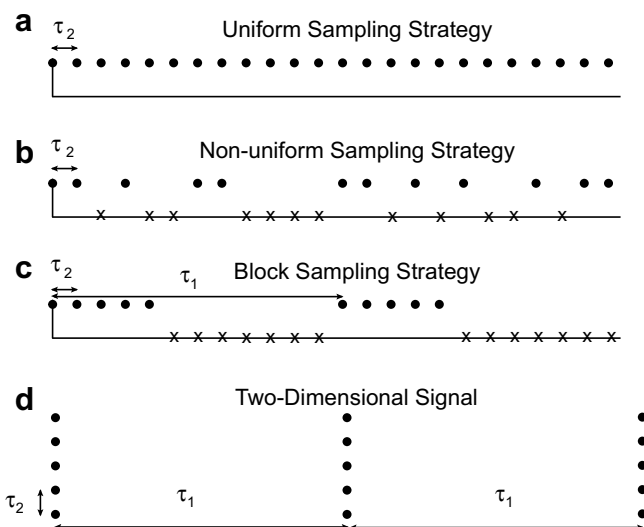 a
Uniform Sampling Strategy
τ2
b
Non-uniform Sampling Strategy
τ2
x x x x x x x x x x x x x
c
Block Sampling Strategy
τ2
τ1
x x x x x x x x x x x x x x
d
Two-Dimensional Signal
τ2
τ1
τ1